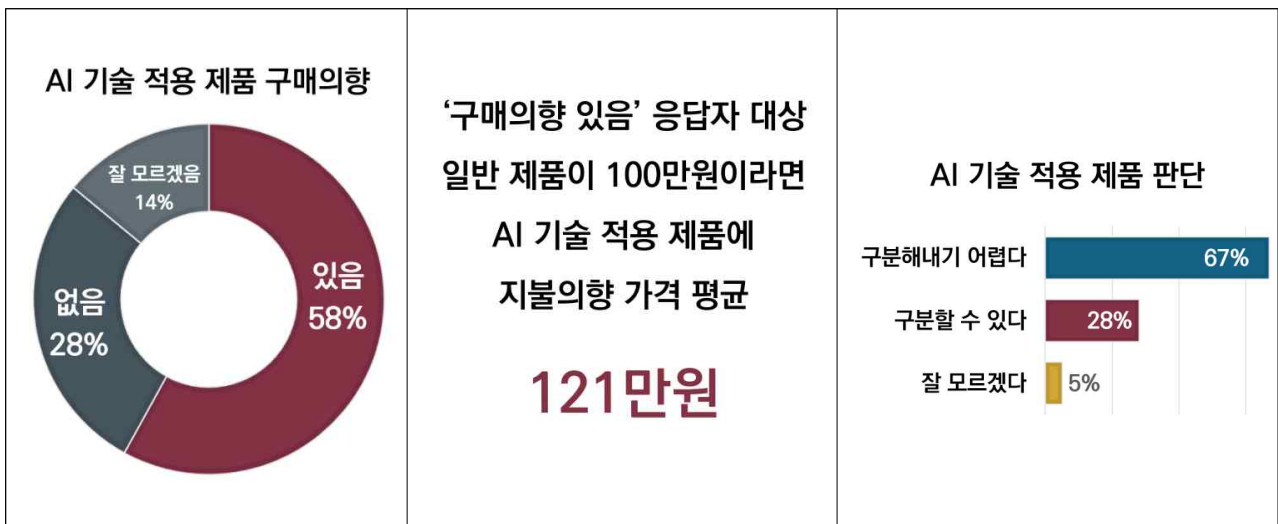 AI 기술 적용 제품 구매의향
잘 모르겠음
14%
있음
58%
없음
28%
‘구매의향 있음’ 응답자 대상
일반 제품이 100만원이라면
AI 기술 적용 제품에
지불의향 가격 평균
121만원
AI 기술 적용 제품 판단
구분해내기 어렵다 67%
구분할 수 있다 28%
잘 모르겠다 5%